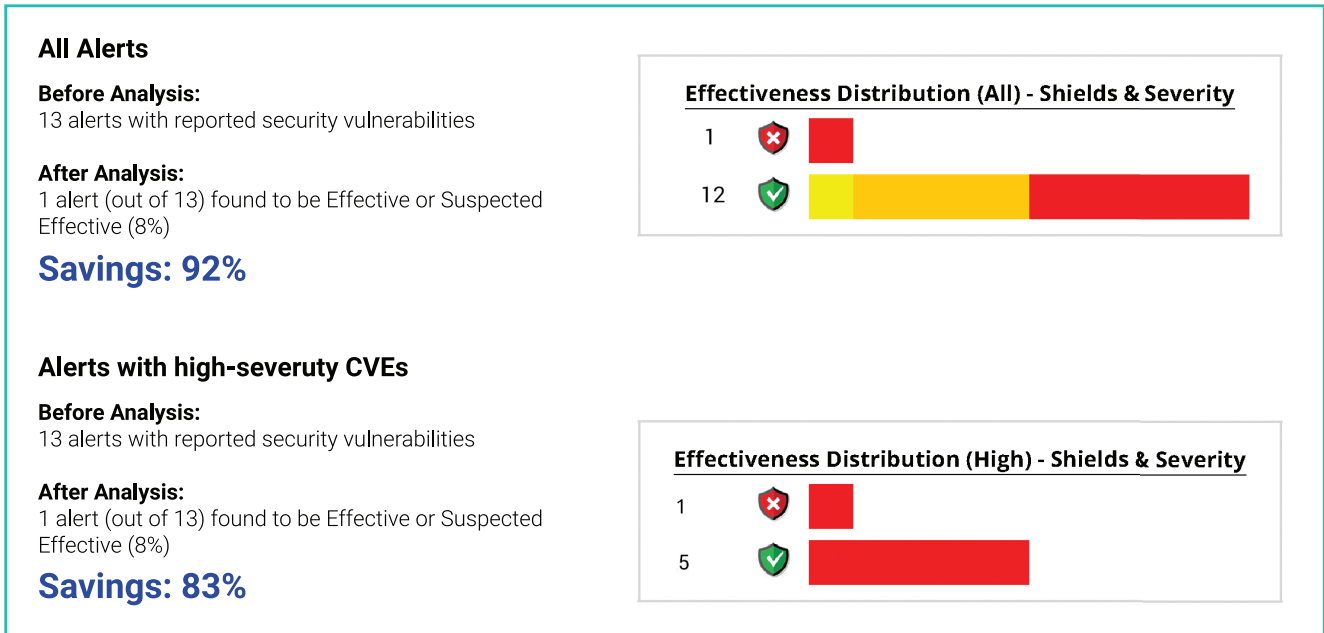 All Alerts
Before Analysis:
13 alerts with reported security vulnerabilities
After Analysis:
1 alert (out of 13) found to be Effective or Suspected
Effective (8%)
Savings: 92%
Effectiveness Distribution (All) - Shields & Severity
1
12
Alerts with high-severuty CVEs
Before Analysis:
13 alerts with reported security vulnerabilities
After Analysis:
1 alert (out of 13) found to be Effective or Suspected
Effective (8%)
Savings: 83%
Effectiveness Distribution (High) - Shields & Severity
1
5